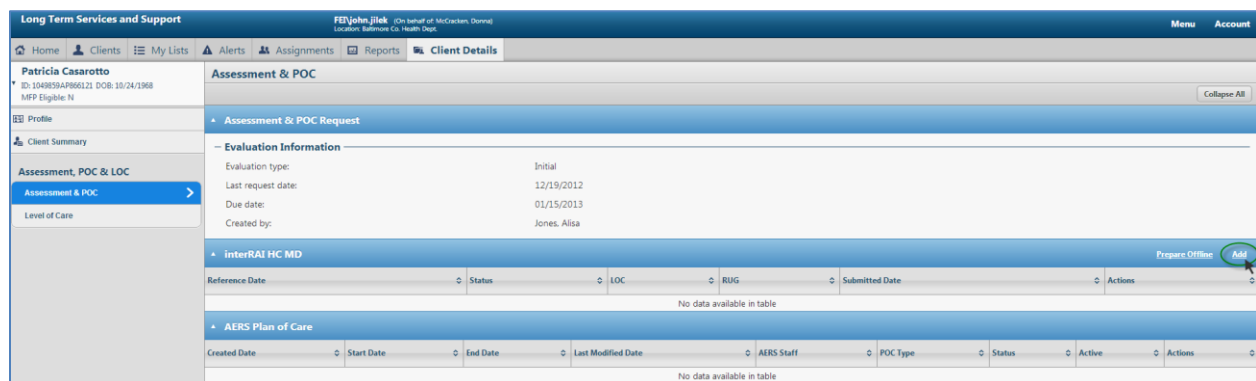 Long Term Services and Support
FEI\john.jilek (On behalf of: McCracken, Donna)
Location: Baltimore Co. Health Dept.
Menu Account
Home Clients My Lists Alerts Assignments Reports Client Details
Patricia Casarotto
ID: 1049859AP866121 DOB: 10/24/1968
MFP Eligible: N
Profile
Client Summary
Assessment, POC & LOC
Assessment & POC
Level of Care
Assessment & POC
Collapse All
Assessment & POC Request
Evaluation Information
Evaluation type: Initial
Last request date: 12/19/2012
Due date: 01/15/2013
Created by: Jones, Alisa
interRAI HC MD Prepare Offline Add
Reference Date Status LOC RUG Submitted Date Actions
No data available in table
AERS Plan of Care
Created Date Start Date End Date Last Modified Date AERS Staff POC Type Status Active Actions
No data available in table